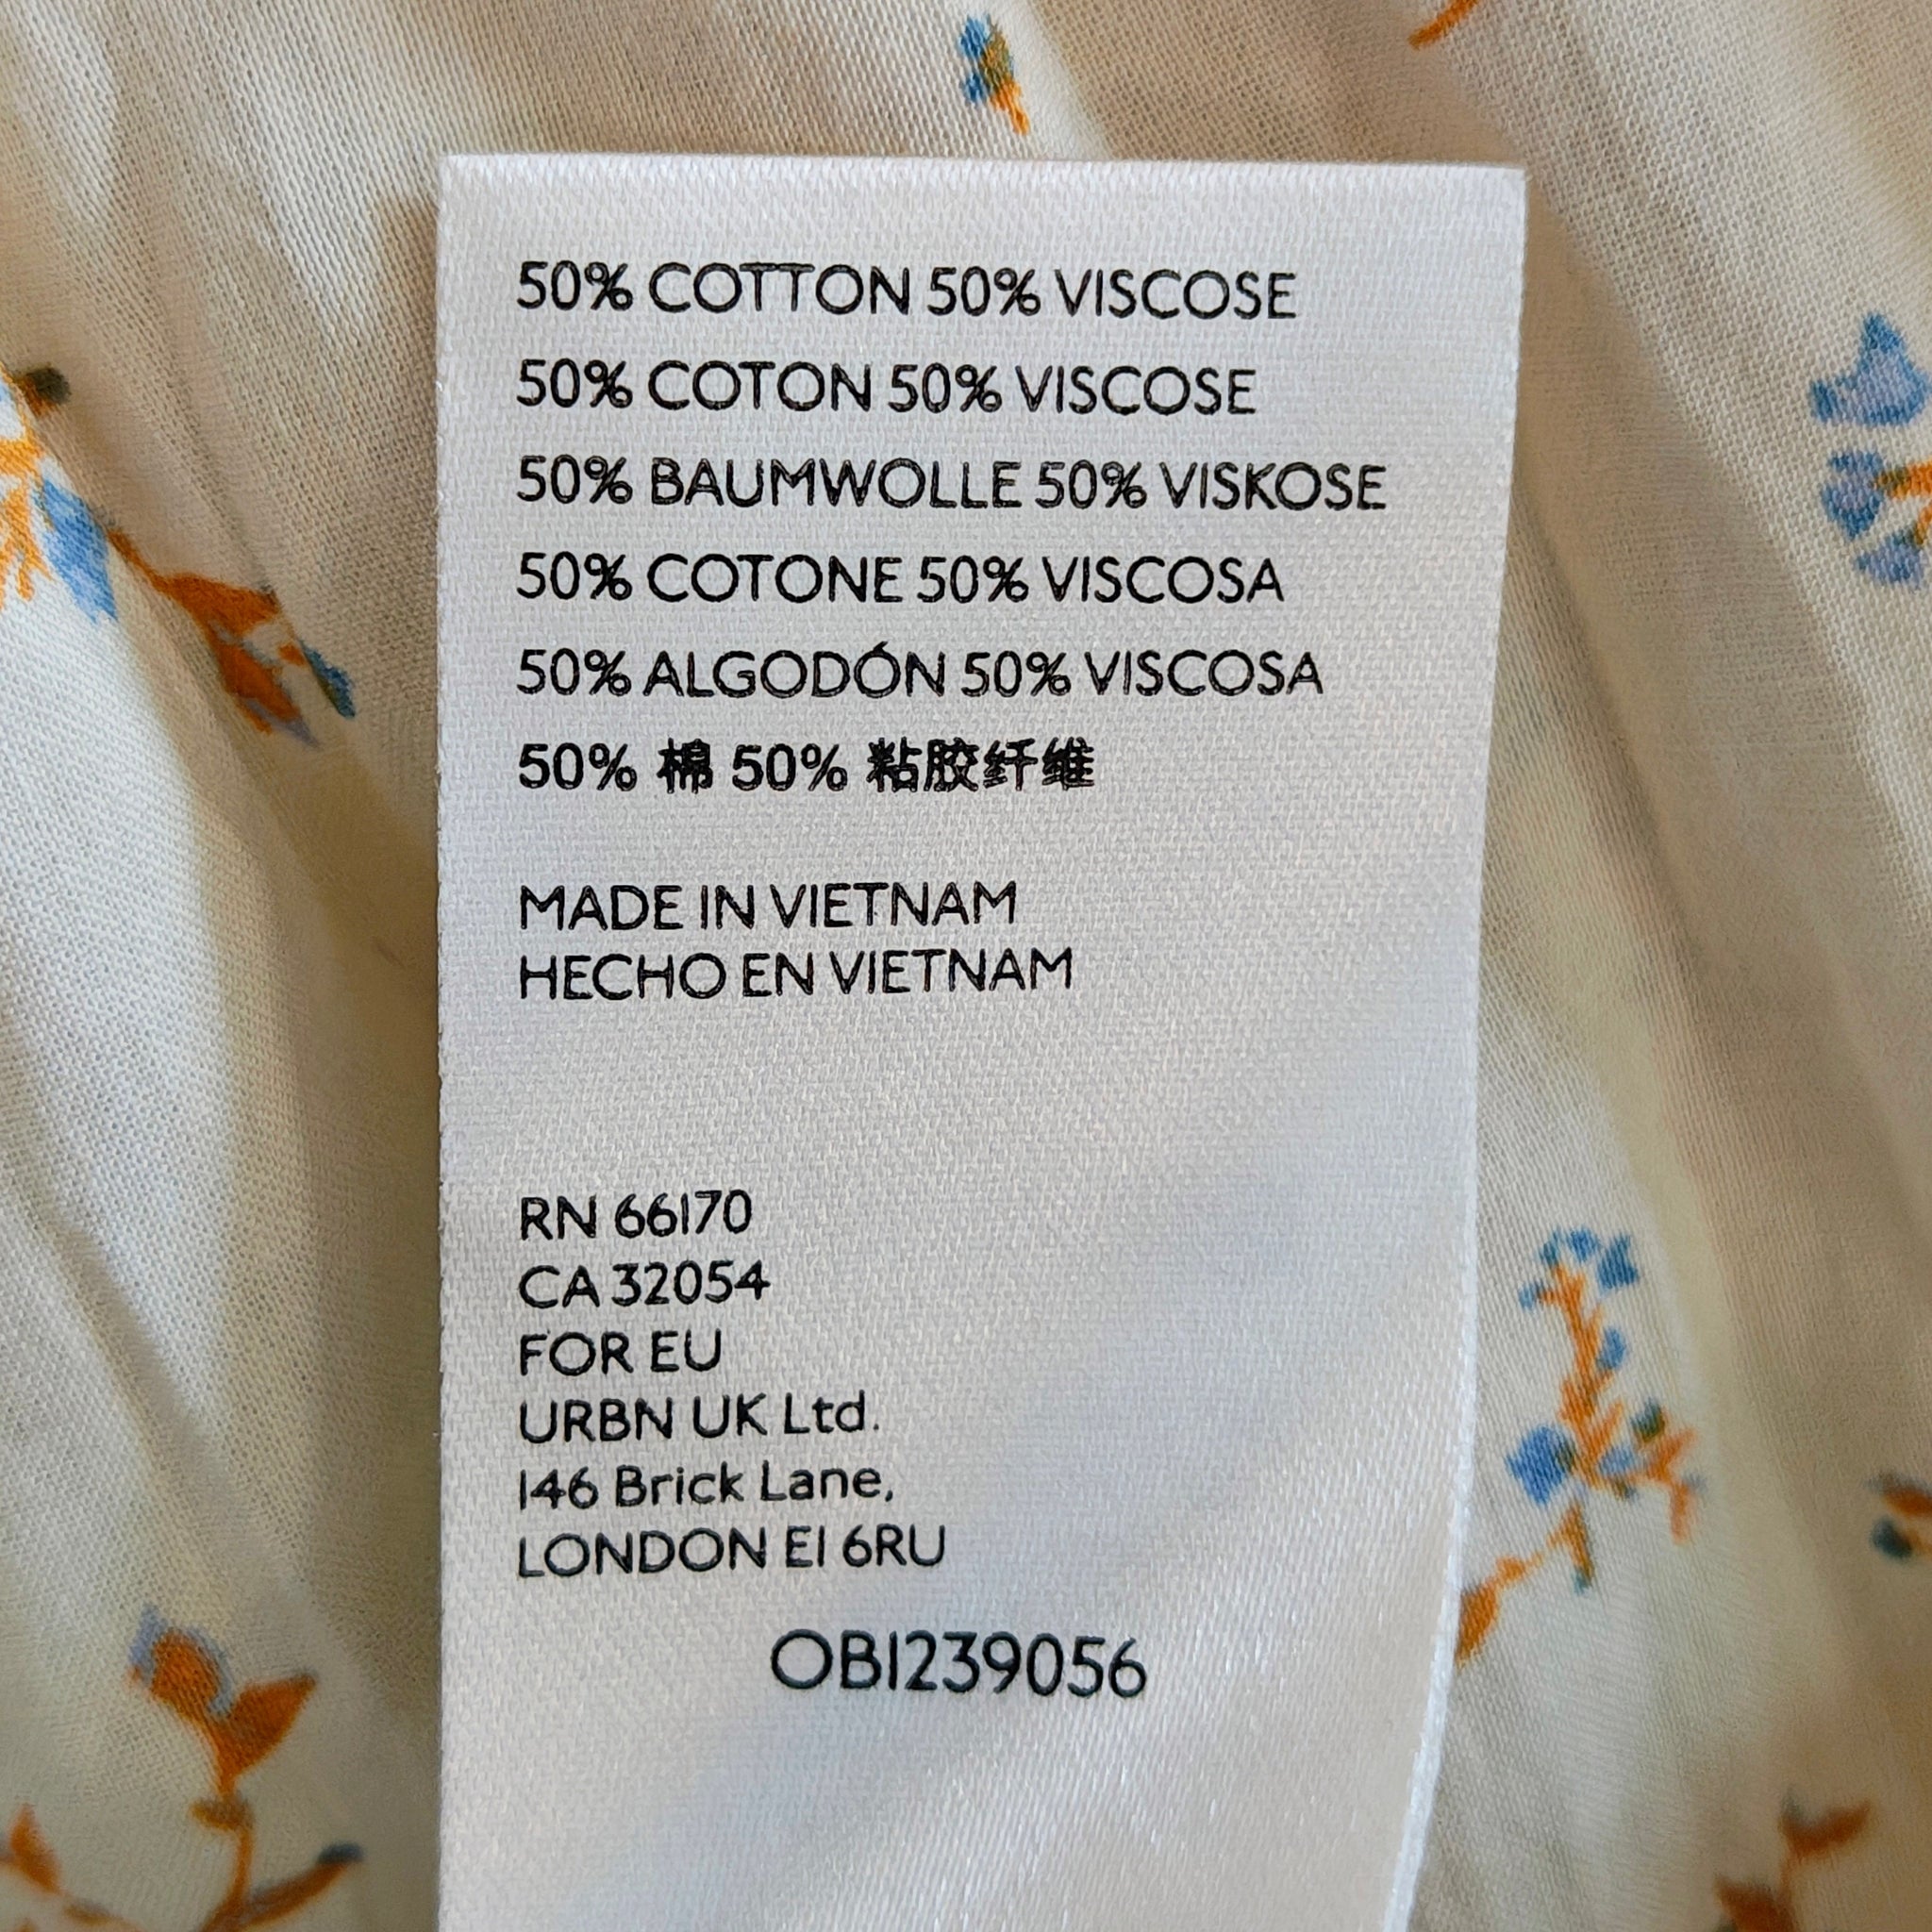 50% COTTON 50% VISCOSE
50% COTON 50% VISCOSE
50% BAUMWOLLE 50% VISKOSE
50% COTONE 50% VISCOSA
50% ALGODÓN 50% VISCOSA
50% 棉 50% 粘胶纤维
MADE IN VIETNAM
HECHO EN VIETNAM
RN 66170
CA 32054
FOR EU
URBN UK Ltd.
146 Brick Lane,
LONDON E1 6RU
OB1239056